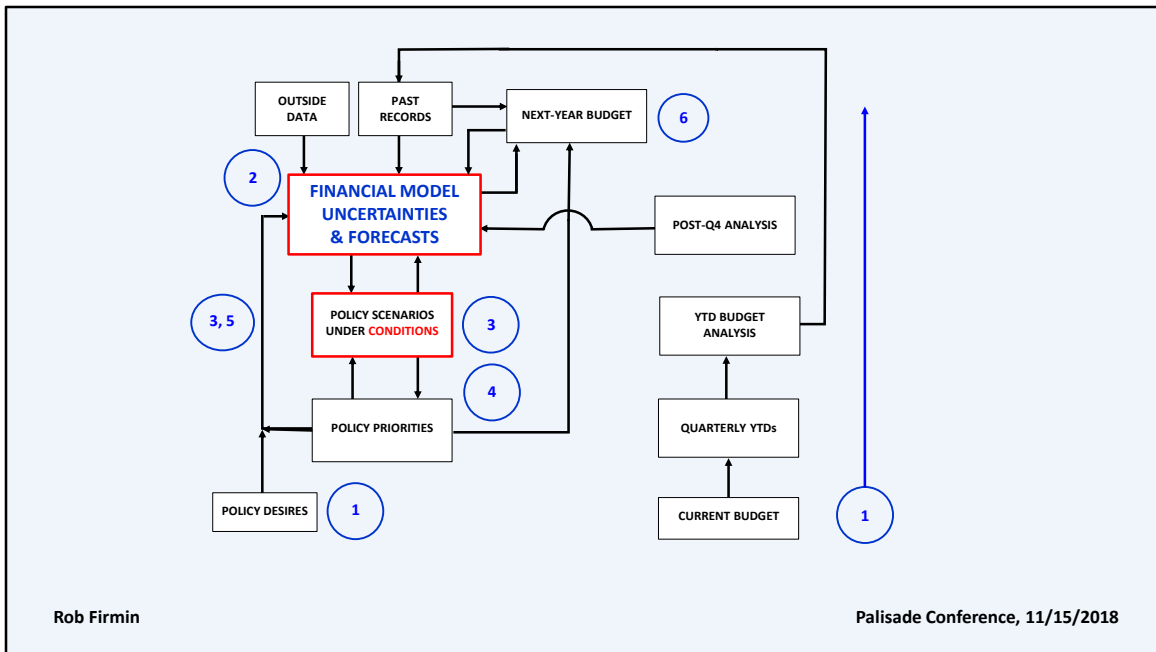 OUTSIDE
DATA
PAST
RECORDS
NEXT-YEAR BUDGET
6
2
FINANCIAL MODEL
UNCERTAINTIES
& FORECASTS
POST-Q4 ANALYSIS
3, 5
POLICY SCENARIOS
UNDER CONDITIONS
3
YTD BUDGET
ANALYSIS
4
POLICY PRIORITIES
QUARTERLY YTDs
POLICY DESIRES
1
CURRENT BUDGET
1
Rob Firmin
Palisade Conference, 11/15/2018